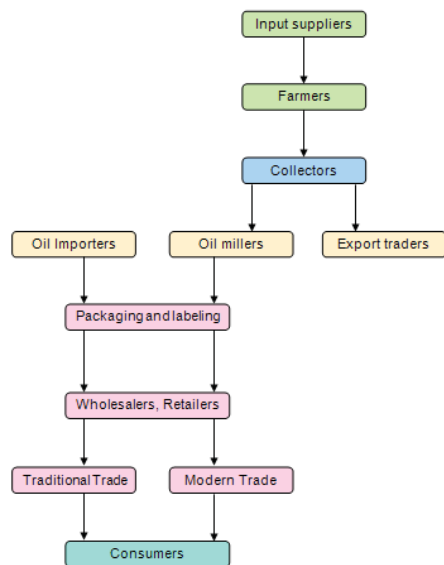 Input suppliers
Farmers
Collectors
Oil Importers
Oil millers
Export traders
Packaging and labeling
Wholesalers, Retailers
Traditional Trade
Modern Trade
Consumers